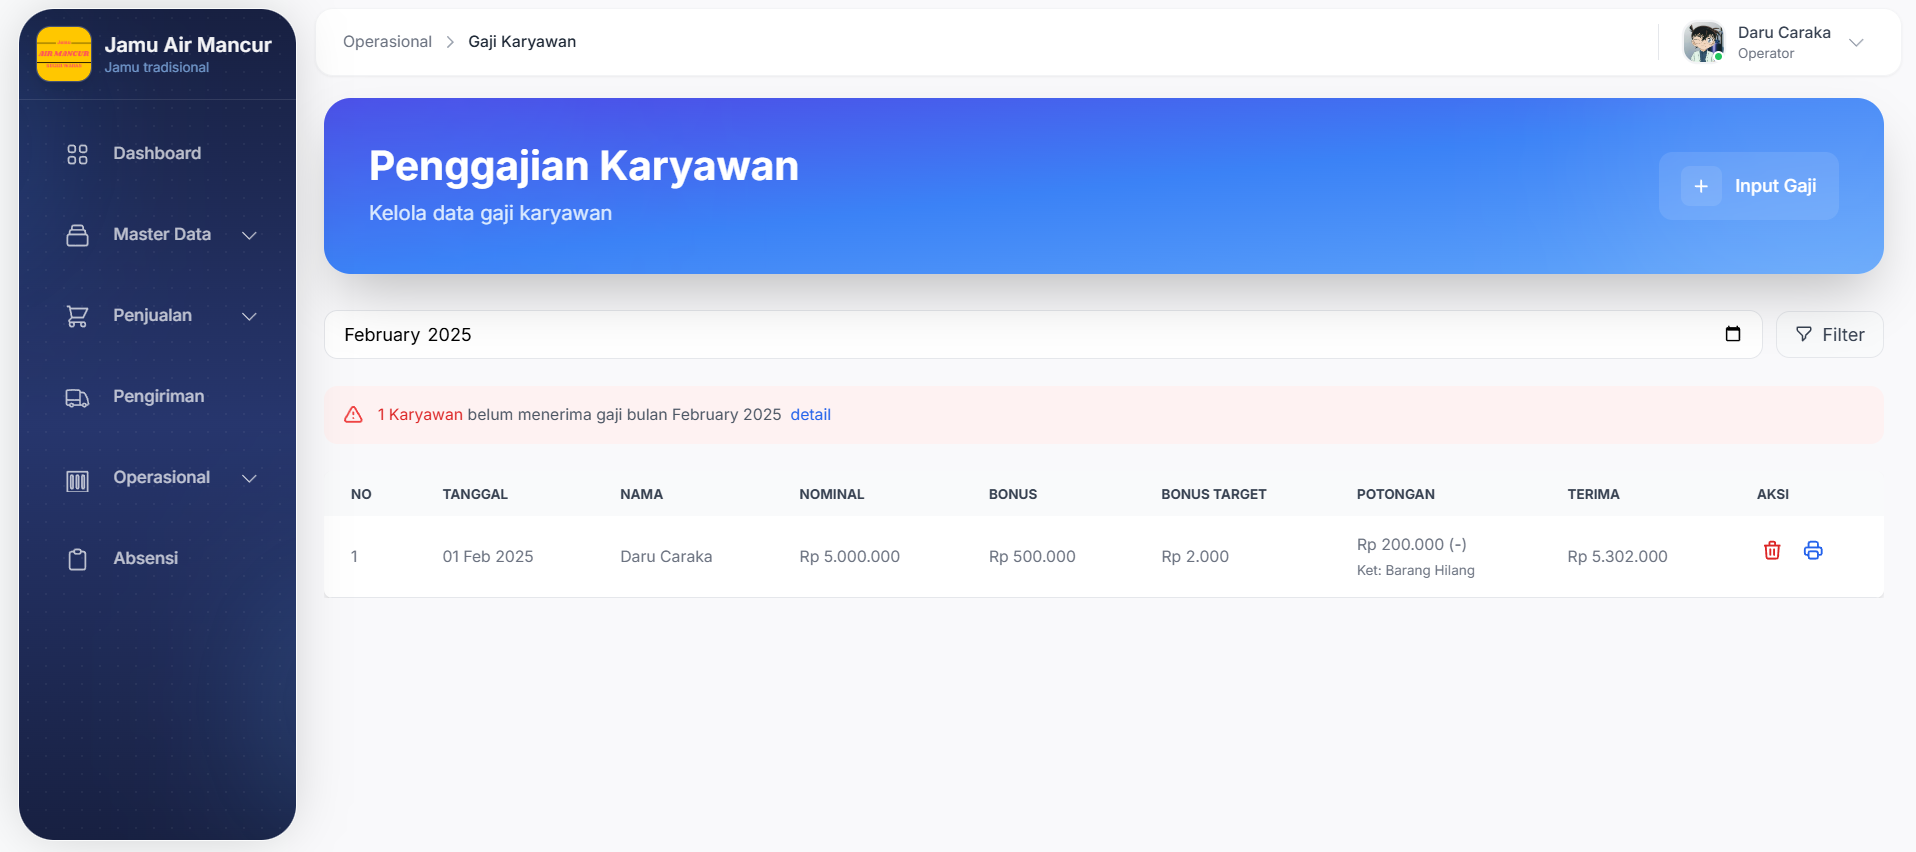 AIR MANCUR
Jamu Air Mancur
Jamu tradisional
Dashboard
Master Data
Penjualan
Pengiriman
Operasional
Absensi
Operasional > Gaji Karyawan
Daru Caraka
Operator
Penggajian Karyawan
Kelola data gaji karyawan
+ Input Gaji
February 2025
Filter
1 Karyawan belum menerima gaji bulan February 2025 detail
NO TANGGAL NAMA NOMINAL BONUS BONUS TARGET POTONGAN TERIMA AKSI
1 01 Feb 2025 Daru Caraka Rp 5.000.000 Rp 500.000 Rp 2.000 Rp 200.000 (-) Rp 5.302.000
Ket: Barang Hilang